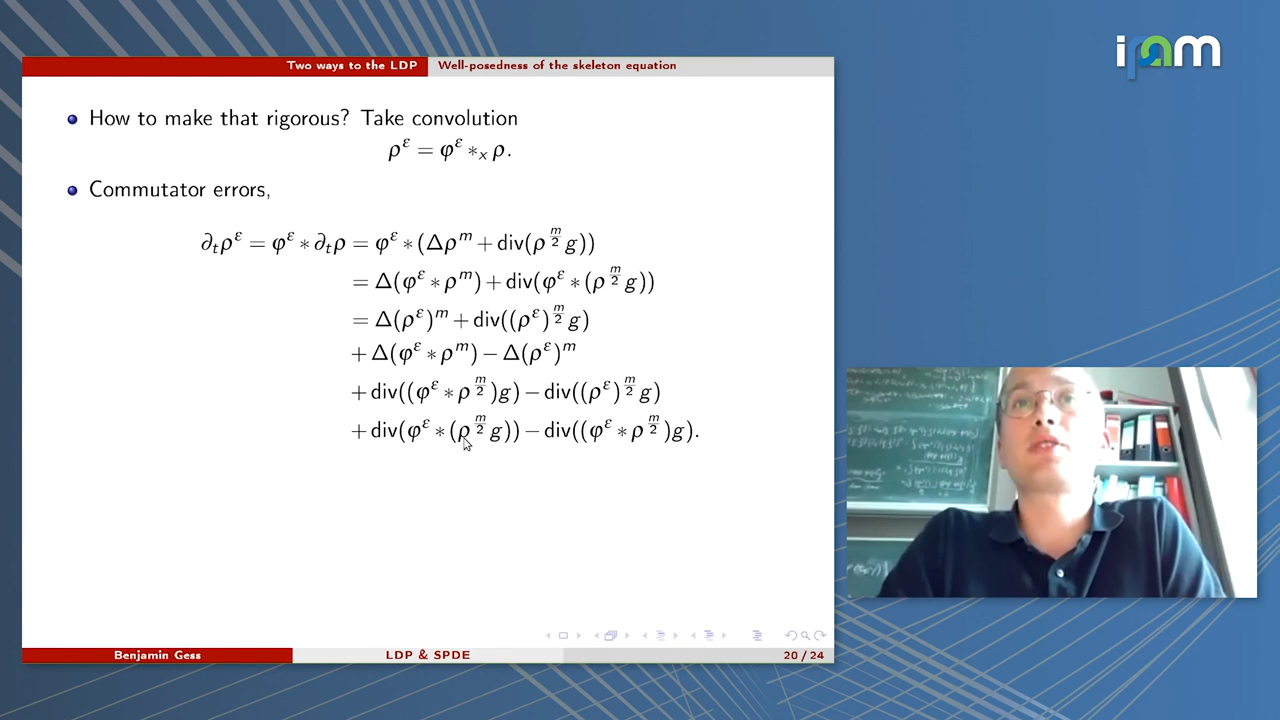 ipam
Two ways to the LDP Well-posedness of the skeleton equation
How to make that rigorous? Take convolution
ρ^ε = φ^ε *_x ρ.
Commutator errors,
∂_tρ^ε = φ^ε * ∂_tρ = φ^ε * (Δρ^m + div(ρ^{m/2} g))
= Δ(φ^ε * ρ^m) + div(φ^ε * (ρ^{m/2} g))
= Δ(ρ^ε)^m + div((ρ^ε)^{m/2} g)
+ Δ(φ^ε * ρ^m) − Δ(ρ^ε)^m
+ div((φ^ε * ρ^{m/2})g) − div((ρ^ε)^{m/2} g)
+ div(φ^ε * (ρ^{m/2} g)) − div((φ^ε * ρ^{m/2})g).
Benjamin Gess LDP & SPDE 20 / 24